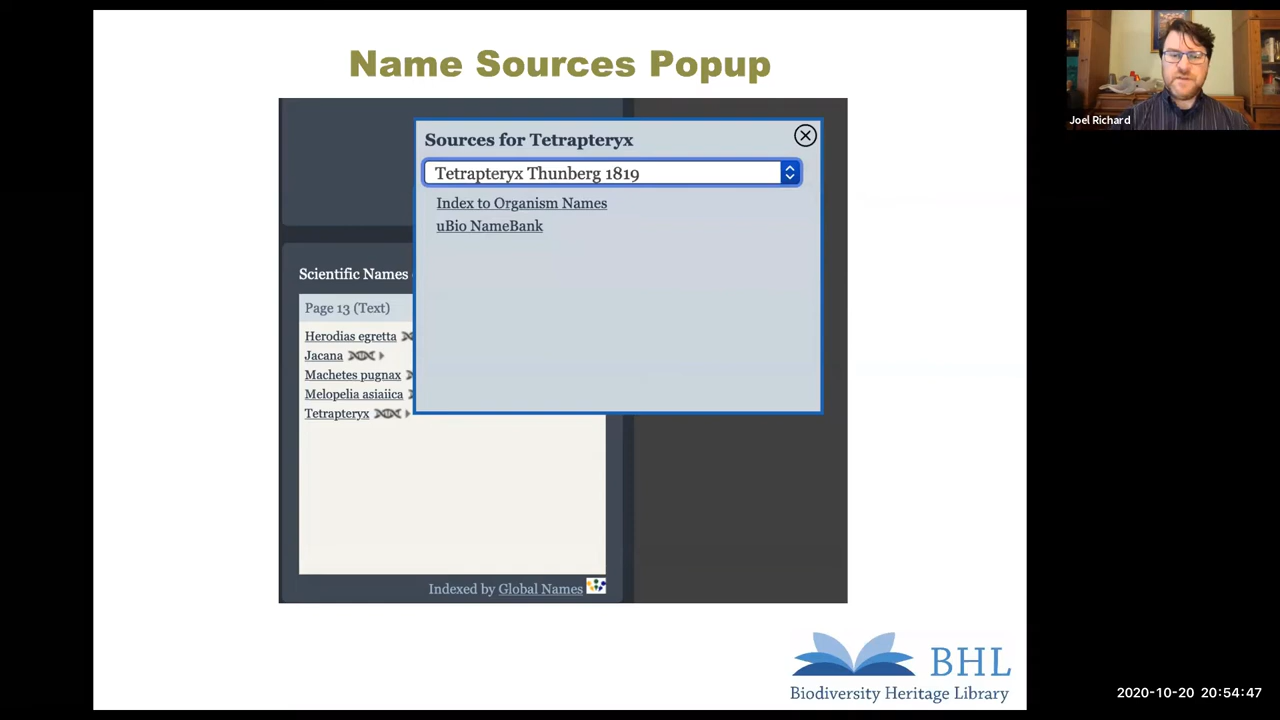 Name Sources Popup
Sources for Tetrapteryx
Tetrapteryx Thunberg 1819
Index to Organism Names
uBio NameBank
Scientific Names
Page 13 (Text)
Herodias egretta
Jacana
Machetes pugnax
Melopelia asiaiica
Tetrapteryx
Indexed by Global Names
BHL
Biodiversity Heritage Library
Joel Richard
2020-10-20 20:54:47